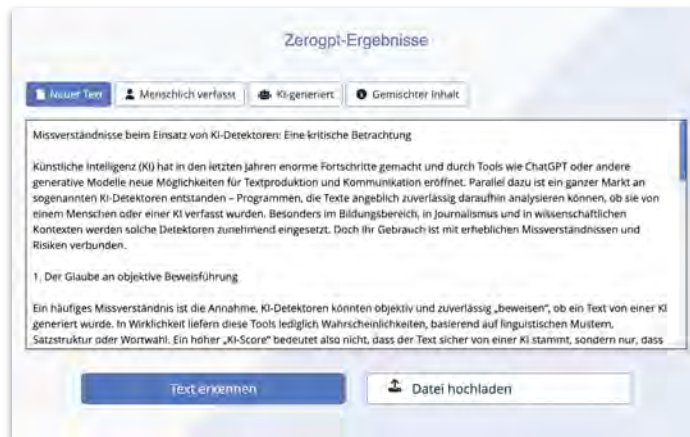 Zerogpt-Ergebnisse
Neuer Text
Menschlich verfasst
KI-generiert
Gemischter Inhalt
Missverständnisse beim Einsatz von KI-Detektoren: Eine kritische Betrachtung
Künstliche Intelligenz (KI) hat in den letzten Jahren enorme Fortschritte gemacht und durch Tools wie ChatGPT oder andere
generative Modelle neue Möglichkeiten für Textproduktion und Kommunikation eröffnet. Parallel dazu ist ein ganzer Markt an
sogenannten KI-Detektoren entstanden – Programmen, die Texte angeblich zuverlässig daraufhin analysieren können, ob sie von
einem Menschen oder einer KI verfasst wurden. Besonders im Bildungsbereich, in Journalismus und in wissenschaftlichen
Kontexten werden solche Detektoren zunehmend eingesetzt. Doch ihr Gebrauch ist mit erheblichen Missverständnissen und
Risiken verbunden.
1. Der Glaube an objektive Beweisführung
Ein häufiges Missverständnis ist die Annahme, KI-Detektoren könnten objektiv und zuverlässig „beweisen“, ob ein Text von einer KI
generiert wurde. In Wirklichkeit liefern diese Tools lediglich Wahrscheinlichkeiten, basierend auf linguistischen Mustern,
Satzstruktur oder Wortwahl. Ein hoher „KI-Score“ bedeutet also nicht, dass der Text sicher von einer KI stammt, sondern nur, dass
Text erkennen
Datei hochladen